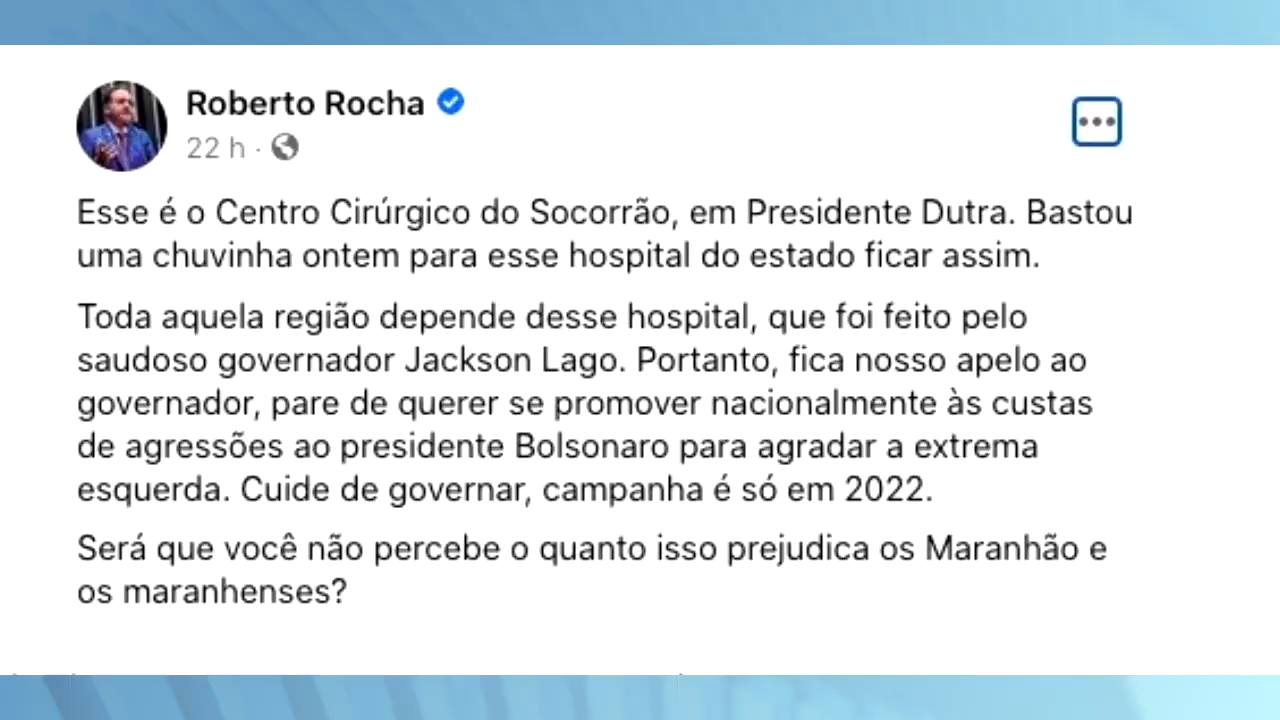 Roberto Rocha
22 h ·
Esse é o Centro Cirúrgico do Socorrão, em Presidente Dutra. Bastou
uma chuvinha ontem para esse hospital do estado ficar assim.
Toda aquela região depende desse hospital, que foi feito pelo
saudoso governador Jackson Lago. Portanto, fica nosso apelo ao
governador, pare de querer se promover nacionalmente às custas
de agressões ao presidente Bolsonaro para agradar a extrema
esquerda. Cuide de governar, campanha é só em 2022.
Será que você não percebe o quanto isso prejudica os Maranhão e
os maranhenses?